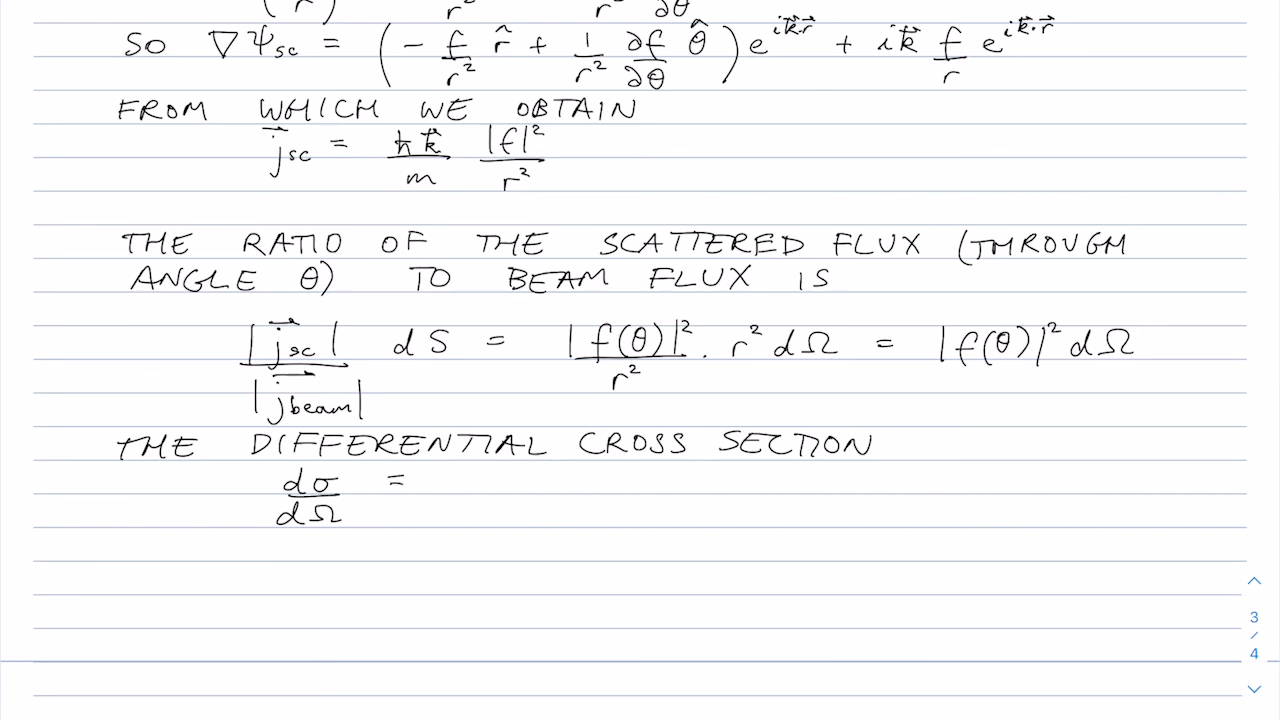 (r) r² r² ∂θ
SO ∇Ψsc = (- f/r² r̂ + 1/r² ∂f/∂θ θ̂) e^{ik⃗·r⃗} + ik⃗ f/r e^{ik⃗·r⃗}
FROM WHICH WE OBTAIN
j⃗sc = ħk⃗/m |f|²/r²
THE RATIO OF THE SCATTERED FLUX (THROUGH
ANGLE θ) TO BEAM FLUX IS
|j⃗sc|/|j⃗beam| dS = |f(θ)|²/r² . r² dΩ = |f(θ)|² dΩ
THE DIFFERENTIAL CROSS SECTION
dσ/dΩ =
3
/
4